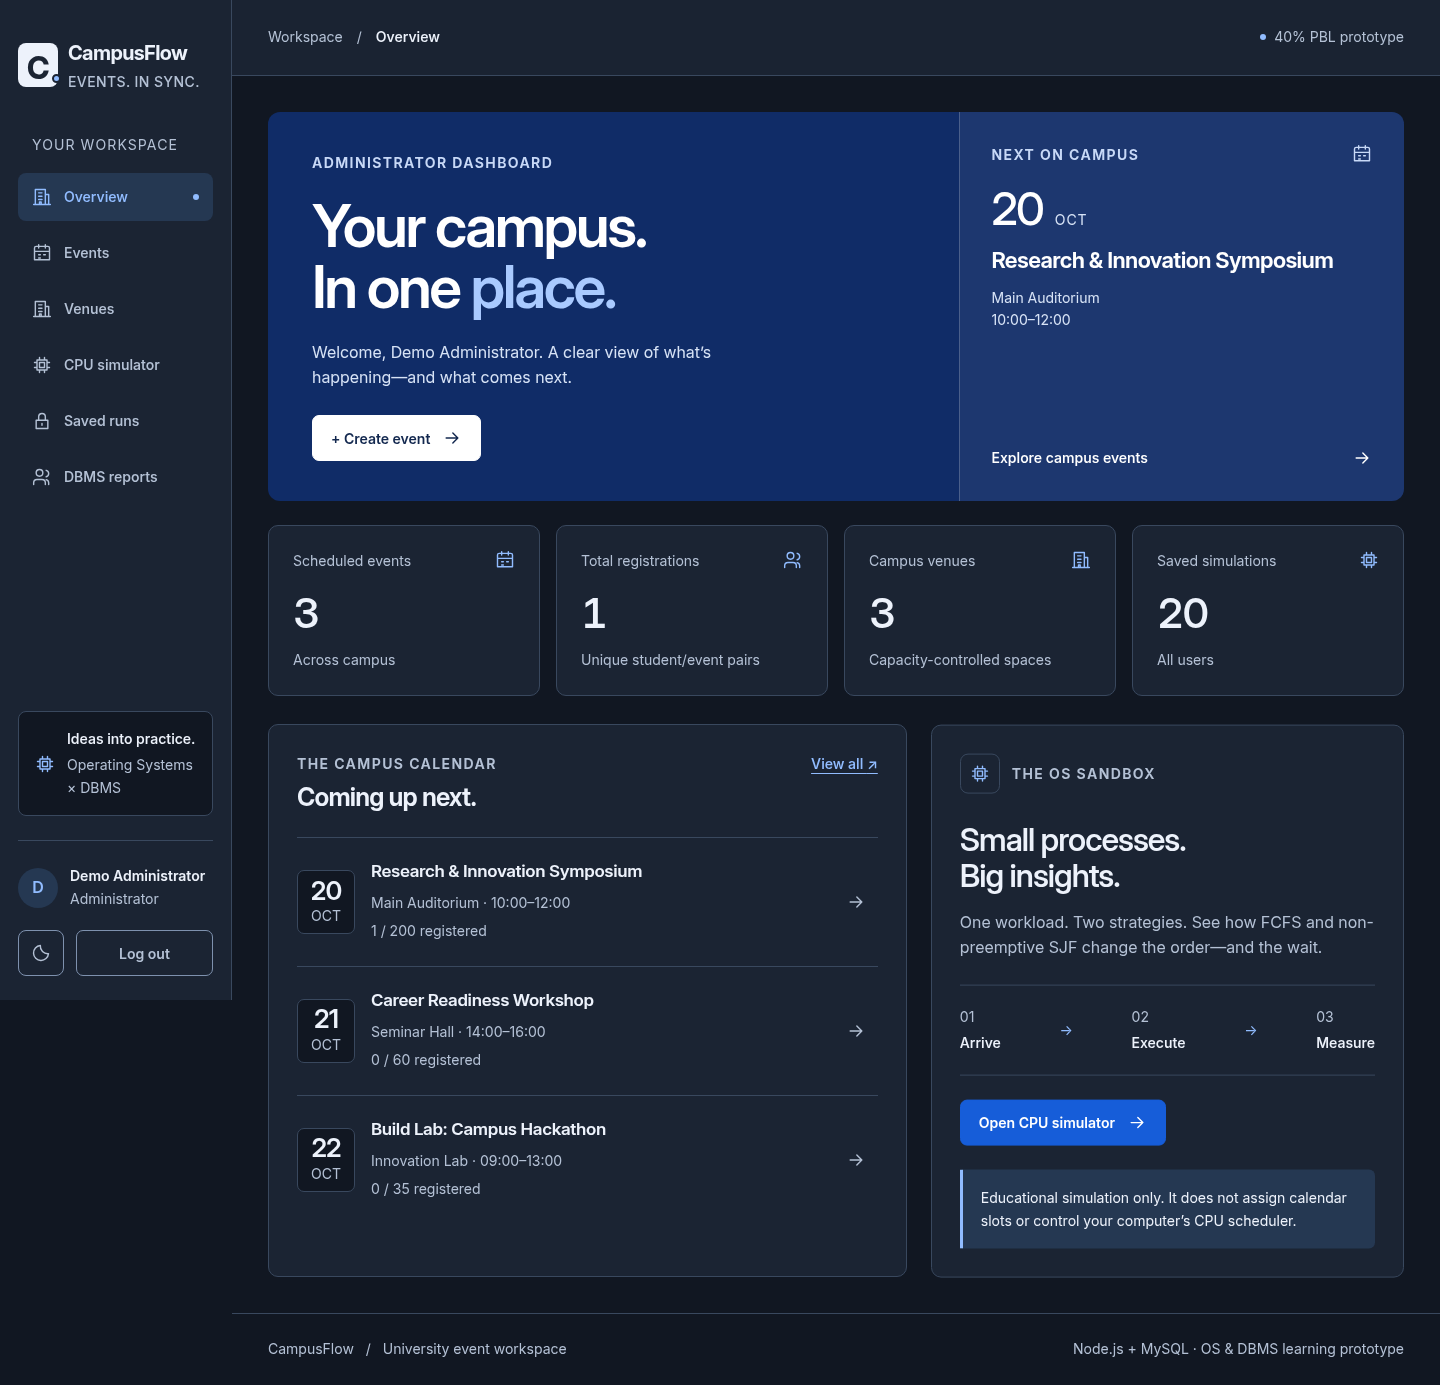 C
CampusFlow
EVENTS. IN SYNC.
YOUR WORKSPACE
Overview
Events
Venues
CPU simulator
Saved runs
DBMS reports
Ideas into practice.
Operating Systems
× DBMS
D
Demo Administrator
Administrator
Log out
Workspace / Overview
40% PBL prototype
ADMINISTRATOR DASHBOARD
Your campus.
In one place.
Welcome, Demo Administrator. A clear view of what’s
happening—and what comes next.
+ Create event →
NEXT ON CAMPUS
20 OCT
Research & Innovation Symposium
Main Auditorium
10:00–12:00
Explore campus events →
Scheduled events
3
Across campus
Total registrations
1
Unique student/event pairs
Campus venues
3
Capacity-controlled spaces
Saved simulations
20
All users
THE CAMPUS CALENDAR
View all ↗
Coming up next.
20
OCT
Research & Innovation Symposium
Main Auditorium · 10:00–12:00
1 / 200 registered
→
21
OCT
Career Readiness Workshop
Seminar Hall · 14:00–16:00
0 / 60 registered
→
22
OCT
Build Lab: Campus Hackathon
Innovation Lab · 09:00–13:00
0 / 35 registered
→
THE OS SANDBOX
Small processes.
Big insights.
One workload. Two strategies. See how FCFS and non-
preemptive SJF change the order—and the wait.
01
Arrive
→
02
Execute
→
03
Measure
Open CPU simulator →
Educational simulation only. It does not assign calendar
slots or control your computer’s CPU scheduler.
CampusFlow / University event workspace
Node.js + MySQL · OS & DBMS learning prototype